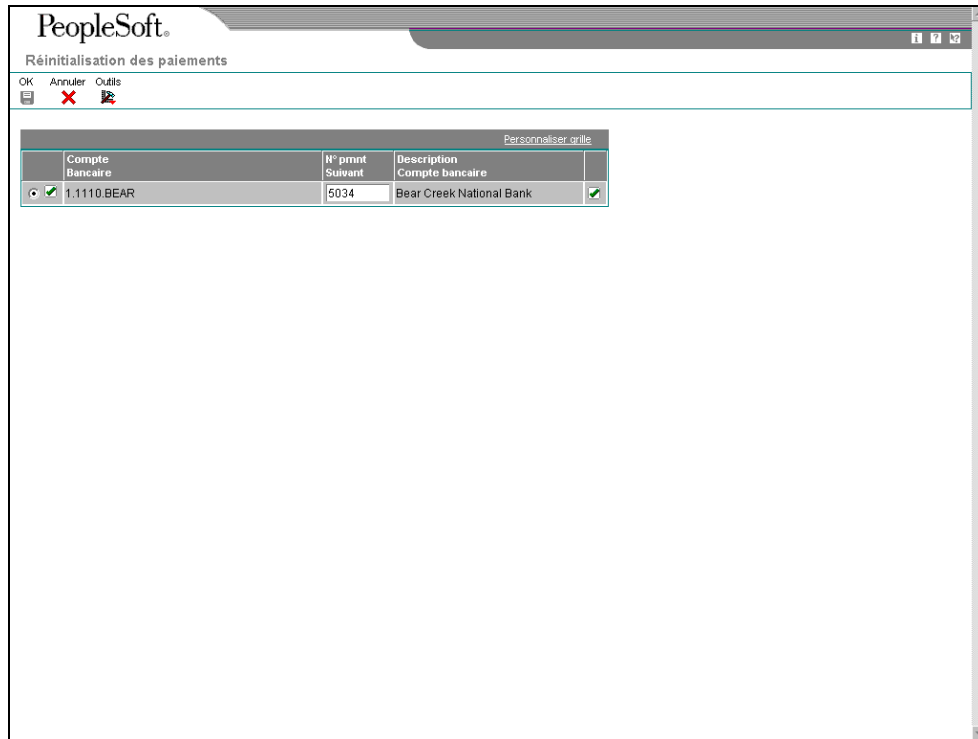 PeopleSoft®
Réinitialisation des paiements
OK Annuler Outils
Personnaliser grille
Compte N° pmnt Description
Bancaire Suivant Compte bancaire
1.1110.BEAR 5034 Bear Creek National Bank